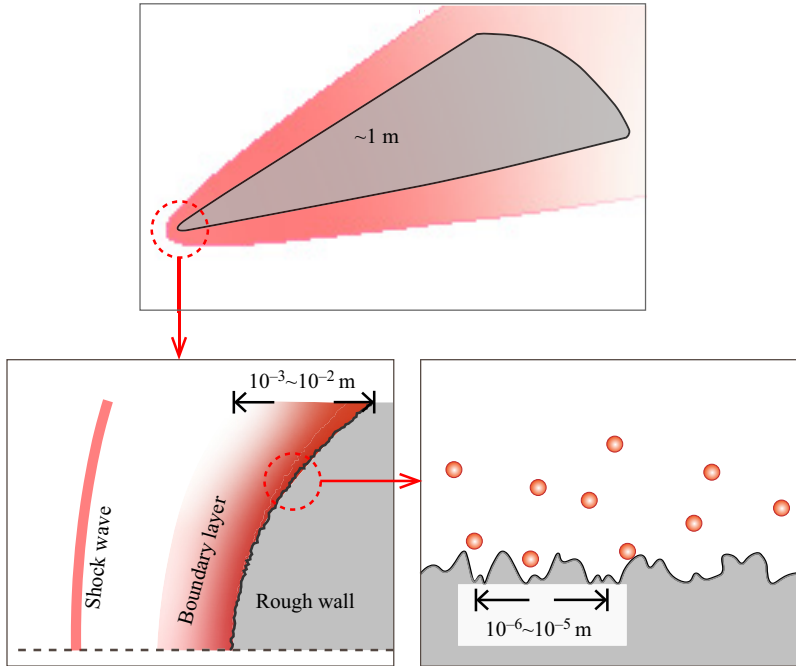 ~1 m
10⁻³~10⁻² m
Shock wave
Boundary layer
Rough wall
10⁻⁶~10⁻⁵ m